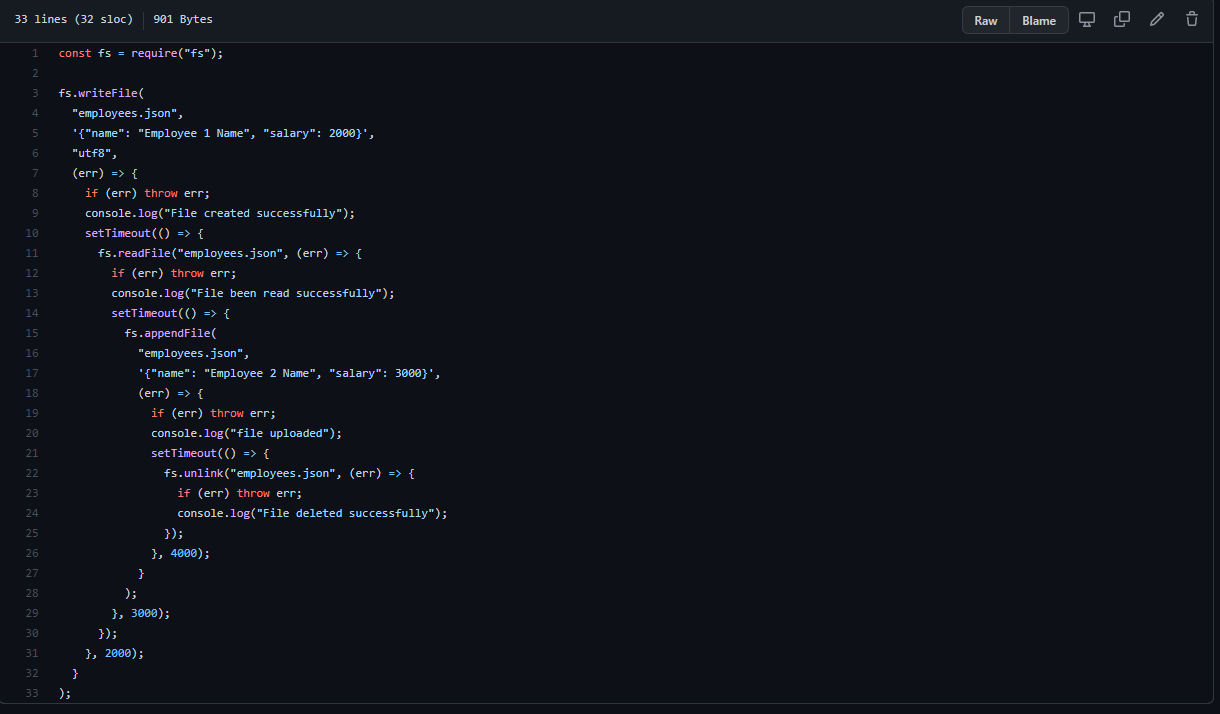 33 lines (32 sloc) 901 Bytes Raw Blame
1 const fs = require("fs");
2
3 fs.writeFile(
4   "employees.json",
5   '{"name": "Employee 1 Name", "salary": 2000}',
6   "utf8",
7   (err) => {
8     if (err) throw err;
9     console.log("File created successfully");
10     setTimeout(() => {
11       fs.readFile("employees.json", (err) => {
12         if (err) throw err;
13         console.log("File been read successfully");
14         setTimeout(() => {
15           fs.appendFile(
16             "employees.json",
17             '{"name": "Employee 2 Name", "salary": 3000}',
18             (err) => {
19               if (err) throw err;
20               console.log("file uploaded");
21               setTimeout(() => {
22                 fs.unlink("employees.json", (err) => {
23                   if (err) throw err;
24                   console.log("File deleted successfully");
25                 });
26               }, 4000);
27             }
28           );
29         }, 3000);
30       });
31     }, 2000);
32   }
33 );